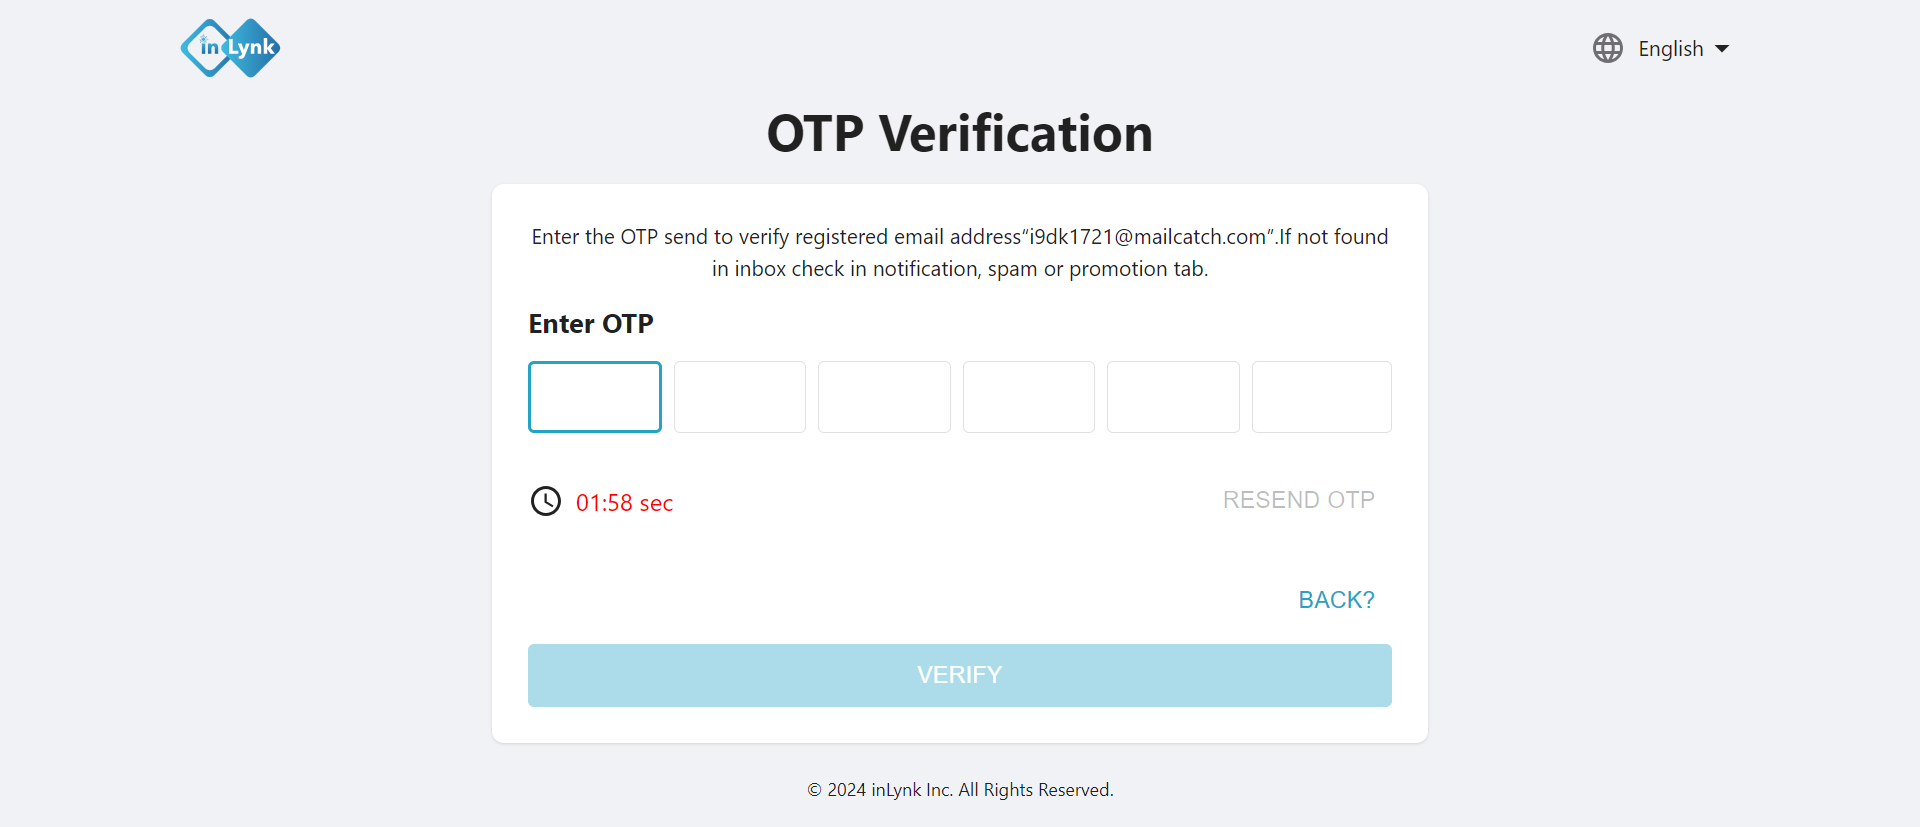 inLynk
English
OTP Verification
Enter the OTP send to verify registered email address“i9dk1721@mailcatch.com”.If not found
in inbox check in notification, spam or promotion tab.
Enter OTP
01:58 sec
RESEND OTP
BACK?
VERIFY
© 2024 inLynk Inc. All Rights Reserved.